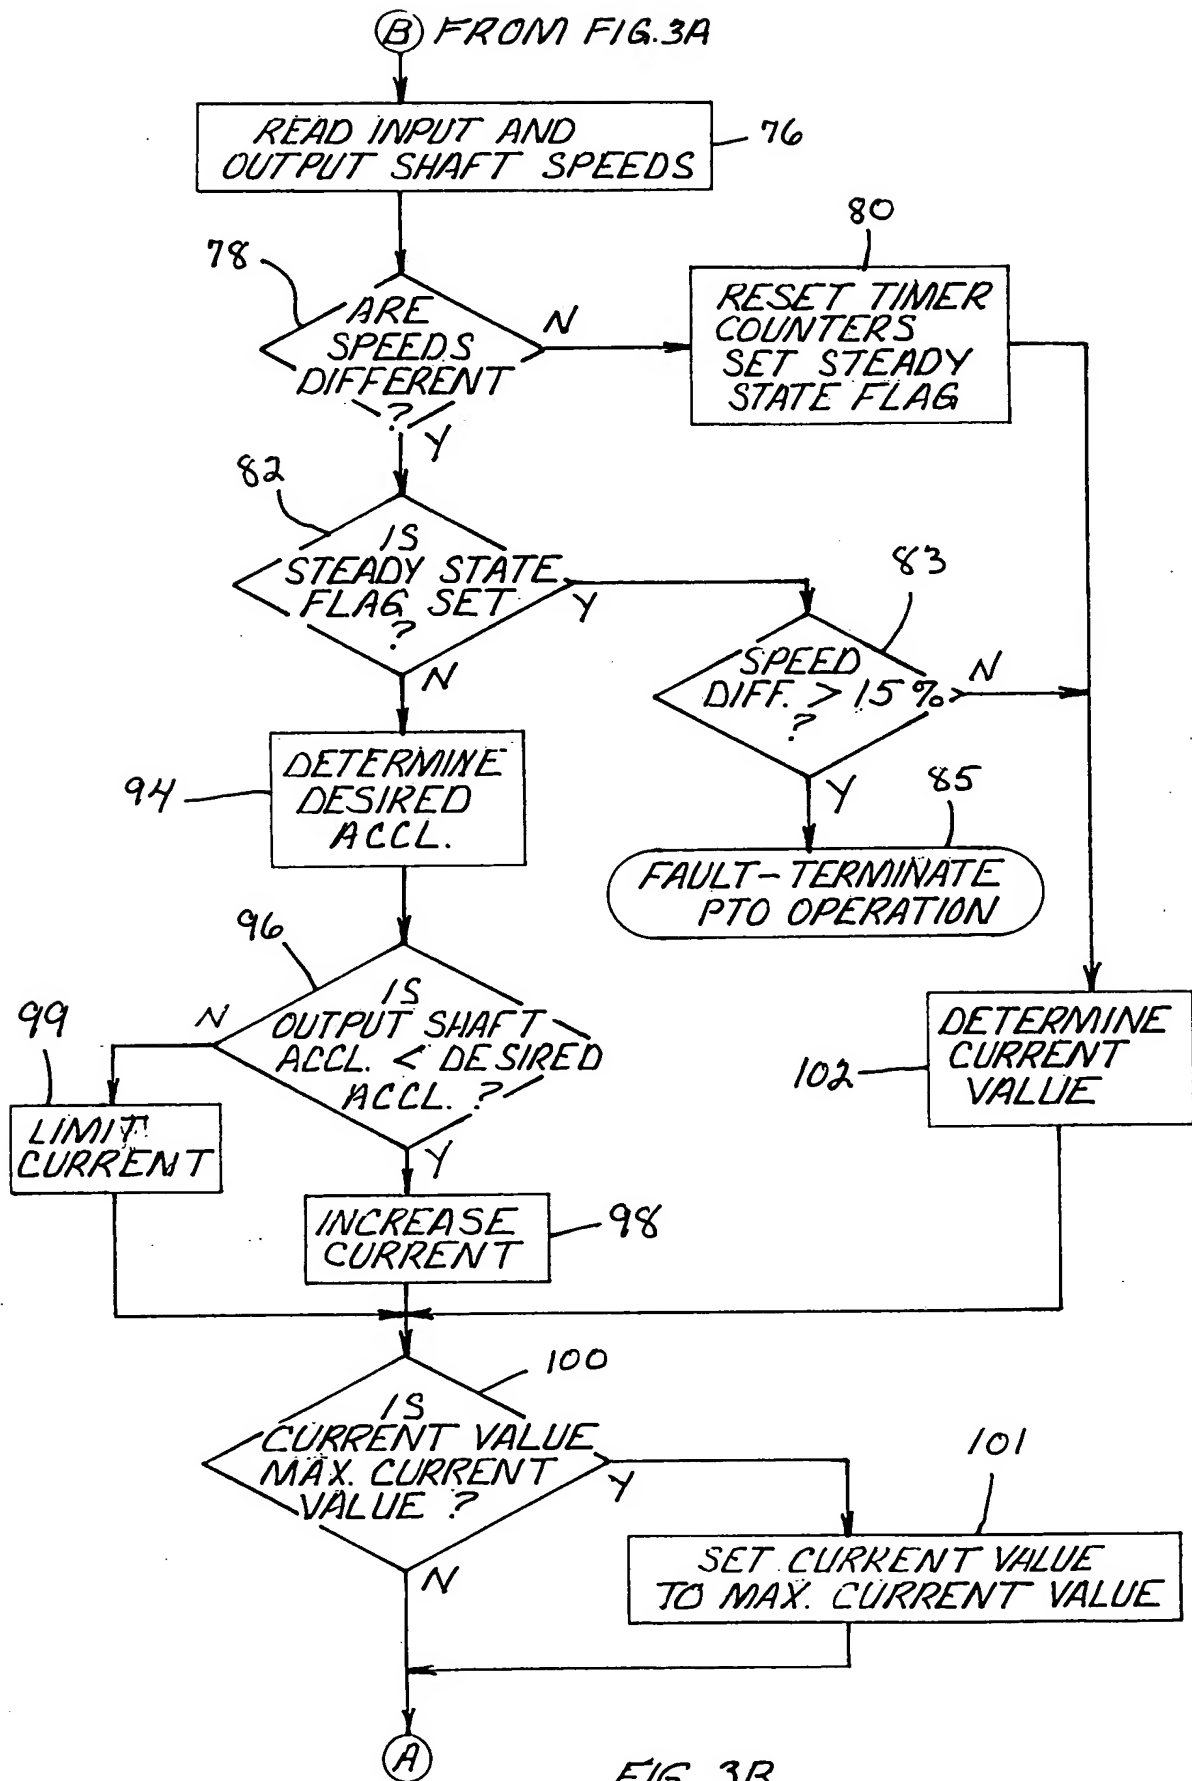 B FROM FIG. 3A
READ INPUT AND
OUTPUT SHAFT SPEEDS
76
80
78
ARE
SPEEDS
DIFFERENT
?
N
RESET TIMER
COUNTERS
SET STEADY
STATE FLAG
Y
82
IS
STEADY STATE
FLAG SET
?
Y
83
N
SPEED
DIFF. > 15%
?
N
94
DETERMINE
DESIRED
ACCL.
Y
85
FAULT-TERMINATE
PTO OPERATION
96
IS
OUTPUT SHAFT
ACCL. < DESIRED
ACCL. ?
N
99
LIMIT
CURRENT
Y
102
DETERMINE
CURRENT
VALUE
INCREASE
CURRENT
98
100
IS
CURRENT VALUE
MAX. CURRENT
VALUE ?
Y
101
N
SET CURRENT VALUE
TO MAX. CURRENT VALUE
A
FIG. 3B